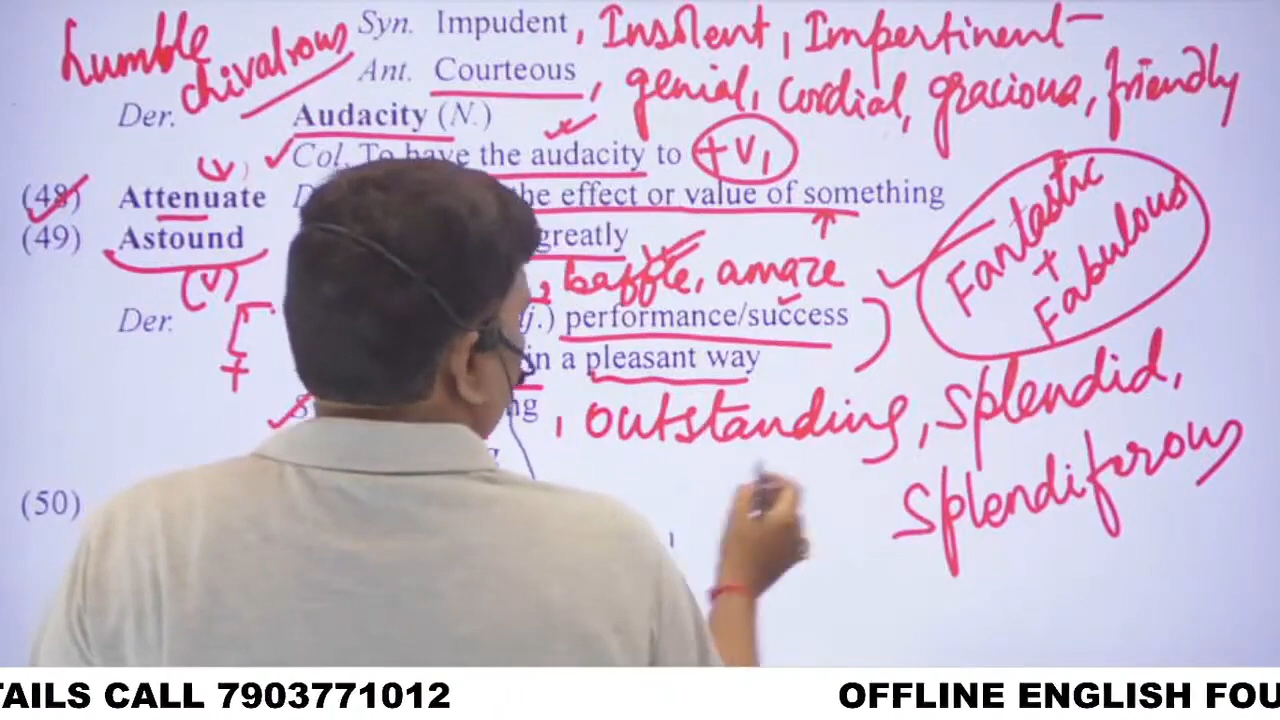 humble
chivalrous
Syn. Impudent, Insolent, Impertinent
Ant. Courteous, genial, cordial, gracious, friendly
Der. Audacity (N.)
Col. To have the audacity to +V1
(V)
(48) Attenuate the effect or value of something
(49) Astound greatly
(V) , baffle, amaze
Der. performance/success
+ in a pleasant way
Fantastic
+
Fabulous
, outstanding, splendid,
splendiferous
(50)
TAILS CALL 7903771012 OFFLINE ENGLISH FOU